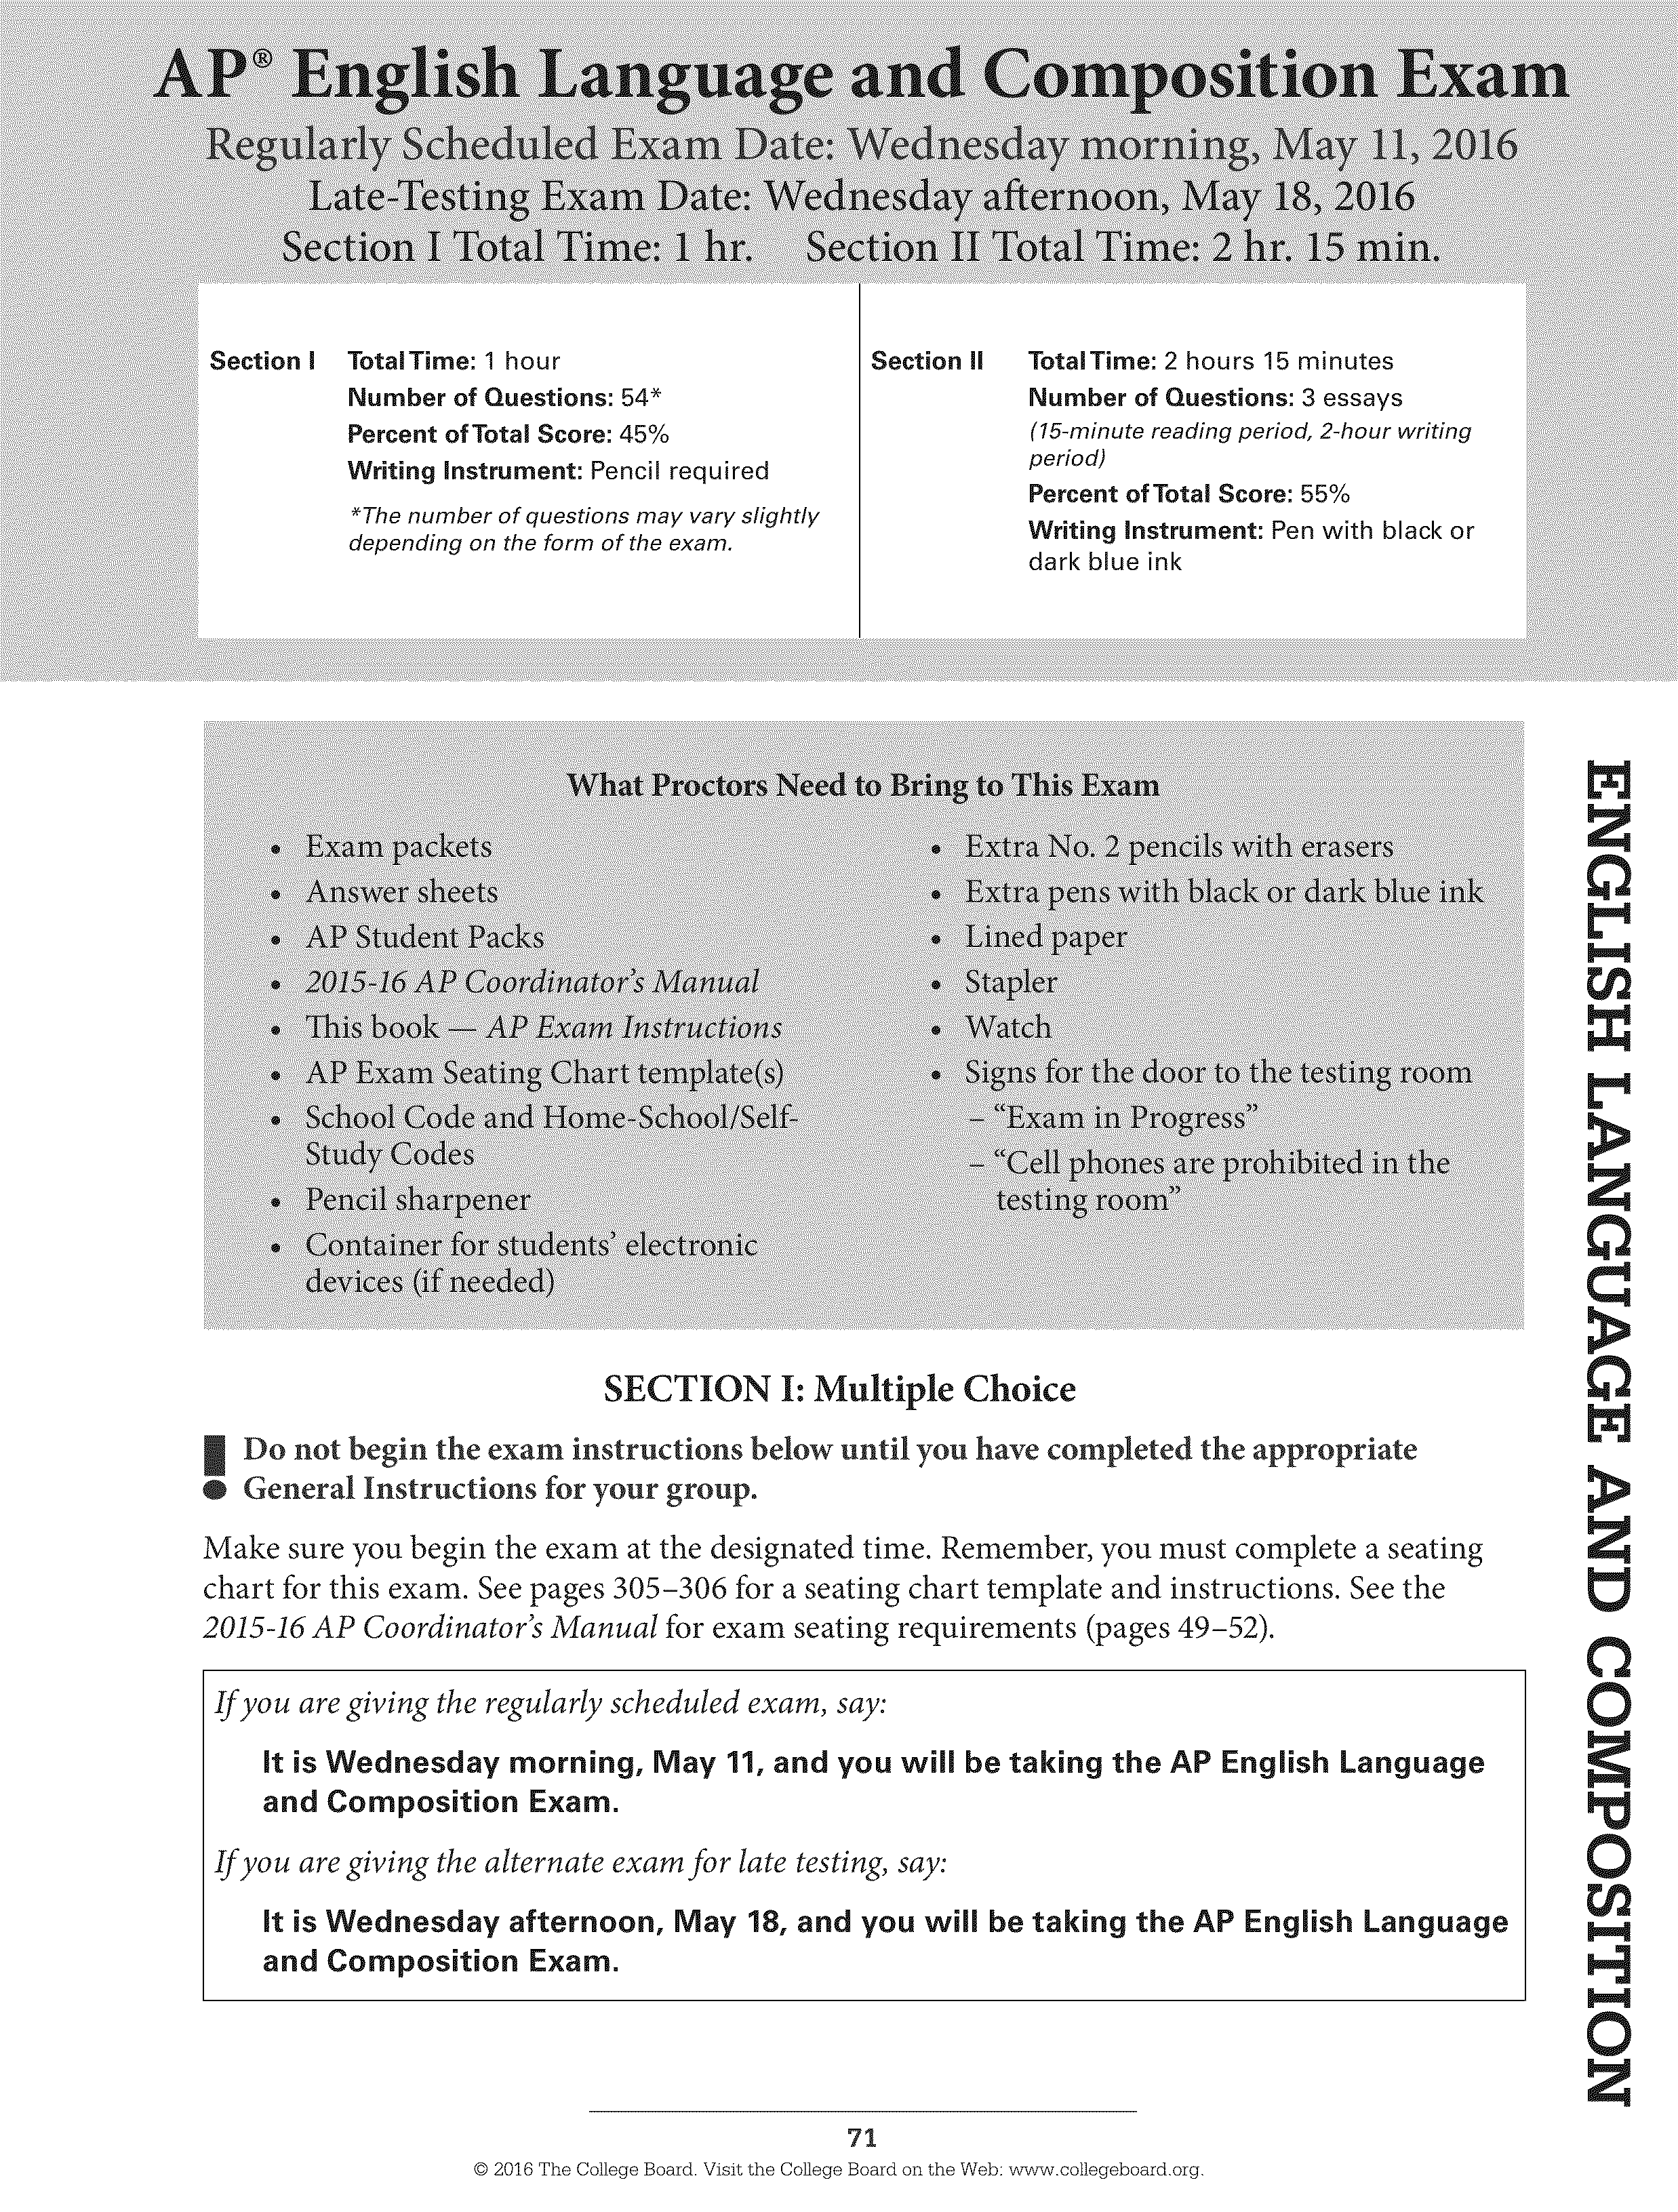 AP® English Language and Composition Exam
Regularly Scheduled Exam Date: Wednesday morning, May 11, 2016
Late-Testing Exam Date: Wednesday afternoon, May 18, 2016
Section I Total Time: 1 hr. Section II Total Time: 2 hr. 15 min.
Section I Total Time: 1 hour
Number of Questions: 54*
Percent of Total Score: 45%
Writing Instrument: Pencil required
*The number of questions may vary slightly
depending on the form of the exam.
Section II Total Time: 2 hours 15 minutes
Number of Questions: 3 essays
(15-minute reading period, 2-hour writing
period)
Percent of Total Score: 55%
Writing Instrument: Pen with black or
dark blue ink
What Proctors Need to Bring to This Exam
• Exam packets
• Answer sheets
• AP Student Packs
• 2015-16 AP Coordinator's Manual
• This book — AP Exam Instructions
• AP Exam Seating Chart template(s)
• School Code and Home-School/Self-
Study Codes
• Pencil sharpener
• Container for students' electronic
devices (if needed)
• Extra No. 2 pencils with erasers
• Extra pens with black or dark blue ink
• Lined paper
• Stapler
• Watch
• Signs for the door to the testing room
– "Exam in Progress"
– "Cell phones are prohibited in the
testing room"
SECTION I: Multiple Choice
! Do not begin the exam instructions below until you have completed the appropriate
General Instructions for your group.
Make sure you begin the exam at the designated time. Remember, you must complete a seating
chart for this exam. See pages 305–306 for a seating chart template and instructions. See the
2015-16 AP Coordinator's Manual for exam seating requirements (pages 49–52).
If you are giving the regularly scheduled exam, say:
It is Wednesday morning, May 11, and you will be taking the AP English Language
and Composition Exam.
If you are giving the alternate exam for late testing, say:
It is Wednesday afternoon, May 18, and you will be taking the AP English Language
and Composition Exam.
ENGLISH LANGUAGE AND COMPOSITION
71
© 2016 The College Board. Visit the College Board on the Web: www.collegeboard.org.